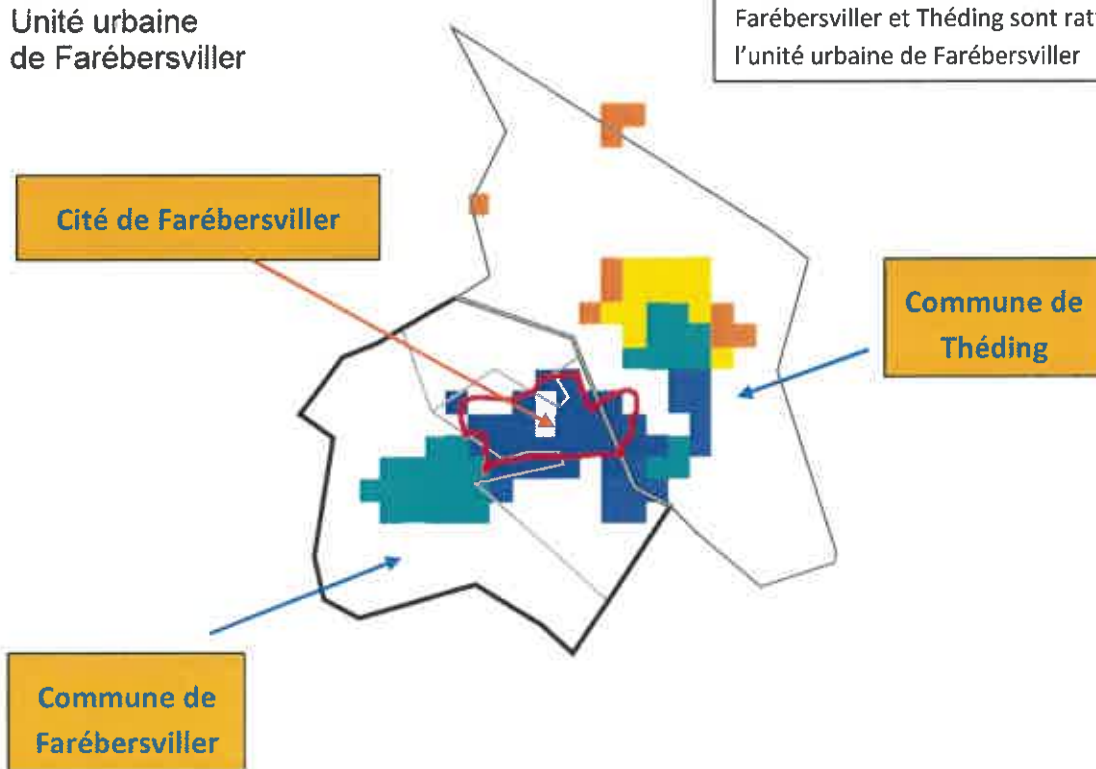 Unité urbaine
de Farébersviller
Farébersviller et Théding sont
l'unité urbaine de Farébersviller
Cité de Farébersviller
Commune de
Théding
Commune de
Farébersviller